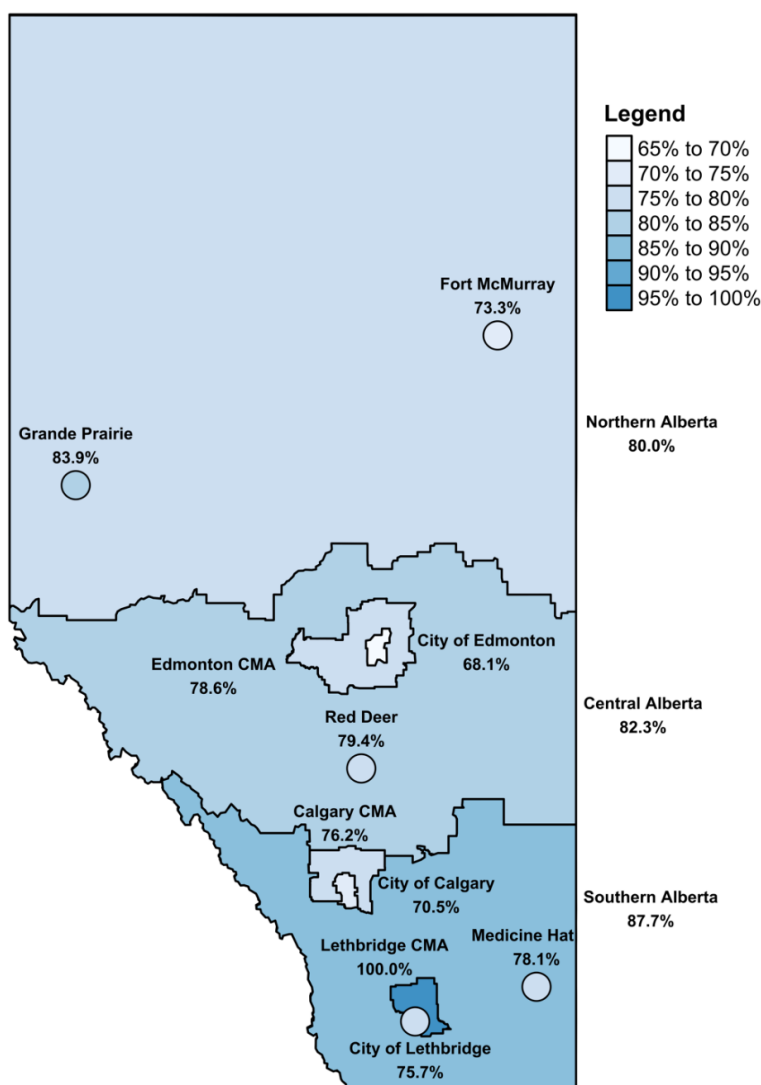 Legend
65% to 70%
70% to 75%
75% to 80%
80% to 85%
85% to 90%
90% to 95%
95% to 100%
Fort McMurray
73.3%
Grande Prairie
83.9%
Northern Alberta
80.0%
City of Edmonton
68.1%
Edmonton CMA
78.6%
Red Deer
79.4%
Central Alberta
82.3%
Calgary CMA
76.2%
City of Calgary
70.5%
Southern Alberta
87.7%
Medicine Hat
78.1%
Lethbridge CMA
100.0%
City of Lethbridge
75.7%